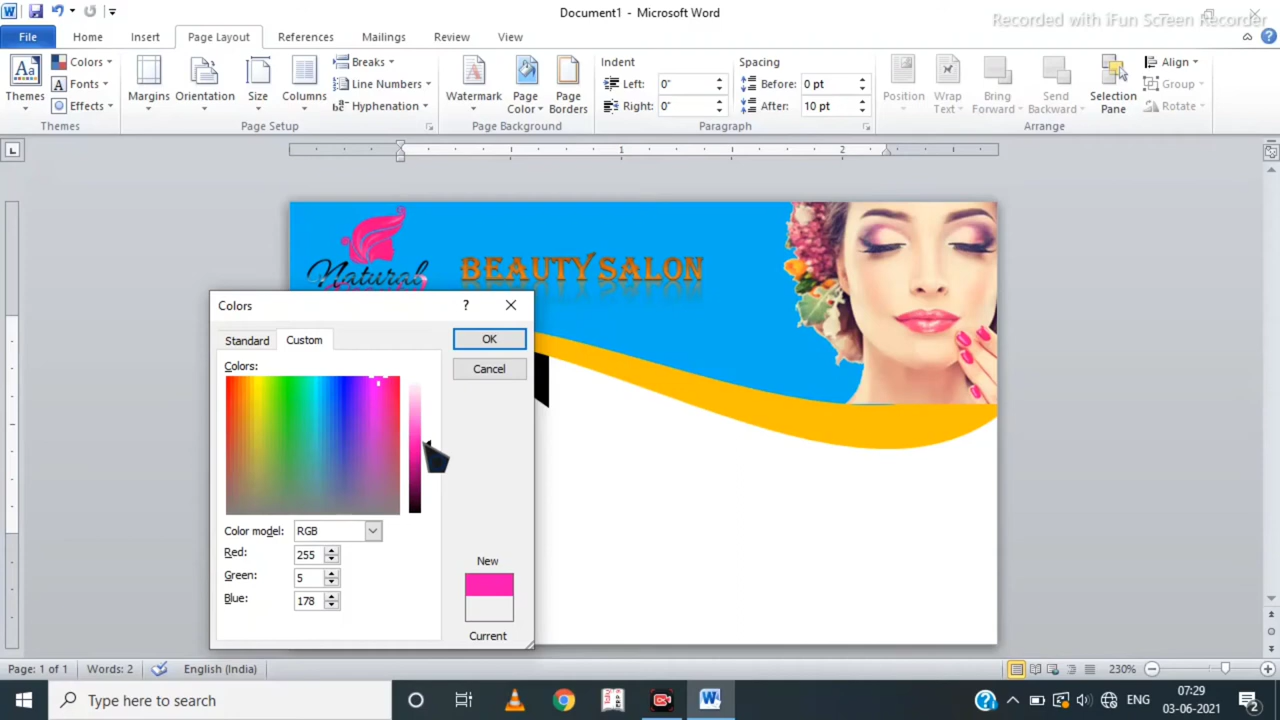 Document1 - Microsoft Word
Recorded with iFun Screen Recorder
File Home Insert Page Layout References Mailings Review View
Colors Breaks Indent Spacing Align
Fonts Line Numbers Left: 0" Before: 0 pt Group
Themes Margins Orientation Size Columns Watermark Page Color Page Borders Position Wrap Text Bring Forward Send Backward Selection Pane
Effects Hyphenation Right: 0" After: 10 pt Rotate
Themes Page Setup Page Background Paragraph Arrange
1 2
Natural
BEAUTY SALON
Colors ?
Standard Custom OK
Colors: Cancel
Color model: RGB
Red: 255
Green: 5
Blue: 178
New
Current
Page: 1 of 1 Words: 2 English (India) 230%
Type here to search
ENG 07:29
03-06-2021
2